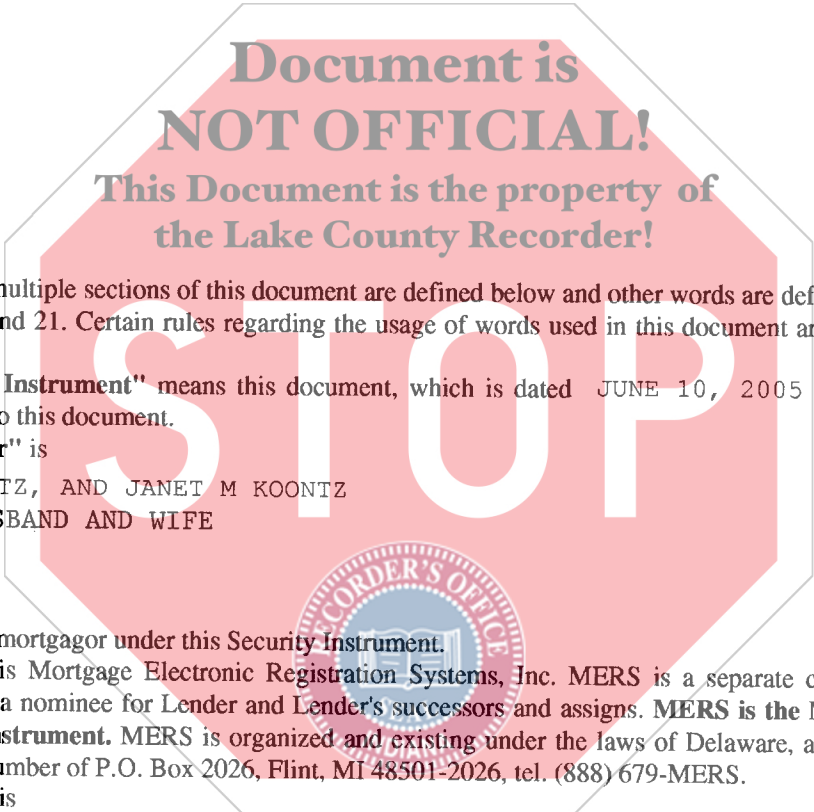 Document is
NOT OFFICIAL!
This Document is the property of
the Lake County Recorder!
multiple sections of this document are defined below and other words are def
nd 21. Certain rules regarding the usage of words used in this document ar
Instrument" means this document, which is dated JUNE 10, 2005
o this document.
r" is
TZ, AND JANET M KOONTZ
SBAND AND WIFE
STOP
RECORDER'S OFFICE
mortgagor under this Security Instrument.
is Mortgage Electronic Registration Systems, Inc. MERS is a separate c
a nominee for Lender and Lender's successors and assigns. MERS is the M
strument. MERS is organized and existing under the laws of Delaware, a
umber of P.O. Box 2026, Flint, MI 48501-2026, tel. (888) 679-MERS.
SEAL
is